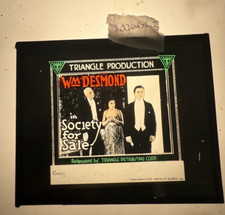 TRIANGLE PRODUCTION
Wm DESMOND
in
Society
for
Sale
Released by TRIANGLE DISTRIBUTING CORP.